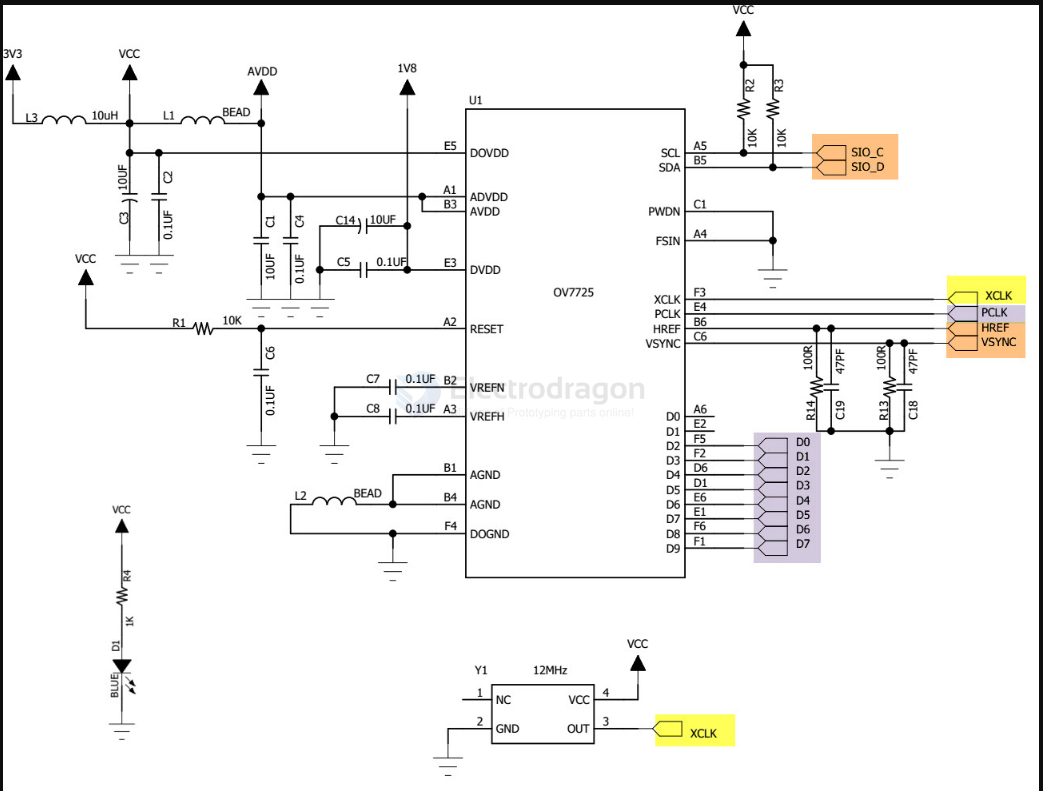 VCC
3V3
VCC
AVDD
1V8
L3
10uH
L1
BEAD
U1
R2
R3
10K
10K
10UF
C3
C2
0.1UF
E5
DOVDD
A1
ADVDD
B3
AVDD
C1
10UF
C4
0.1UF
C14
10UF
C5
0.1UF
E3
DVDD
OV7725
SCL
A5
SDA
B5
SIO_C
SIO_D
PWDN
C1
FSIN
A4
VCC
R1
10K
A2
RESET
C6
0.1UF
XCLK
F3
PCLK
E4
HREF
B6
VSYNC
C6
XCLK
PCLK
HREF
VSYNC
100R
R14
47PF
C19
100R
R13
47PF
C18
C7
0.1UF
B2
VREFN
C8
0.1UF
A3
VREFH
Electrodragon
Prototyping parts online!
B1
AGND
L2
BEAD
B4
AGND
F4
DOGND
D0
A6
D1
E2
D2
F5
D3
F2
D4
D6
D5
D1
D6
E6
D7
E1
D8
F6
D9
F1
D0
D1
D2
D3
D4
D5
D6
D7
VCC
R4
1K
D1
BLUE
Y1
12MHz
VCC
1
NC
VCC
4
2
GND
OUT
3
XCLK